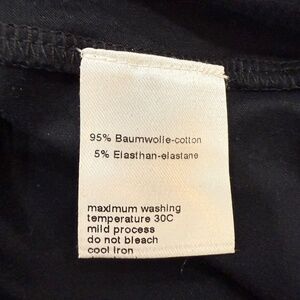 95% Baumwolle-cotton
5% Elasthan-elastane
maximum washing
temperature 30C
mild process
do not bleach
cool iron